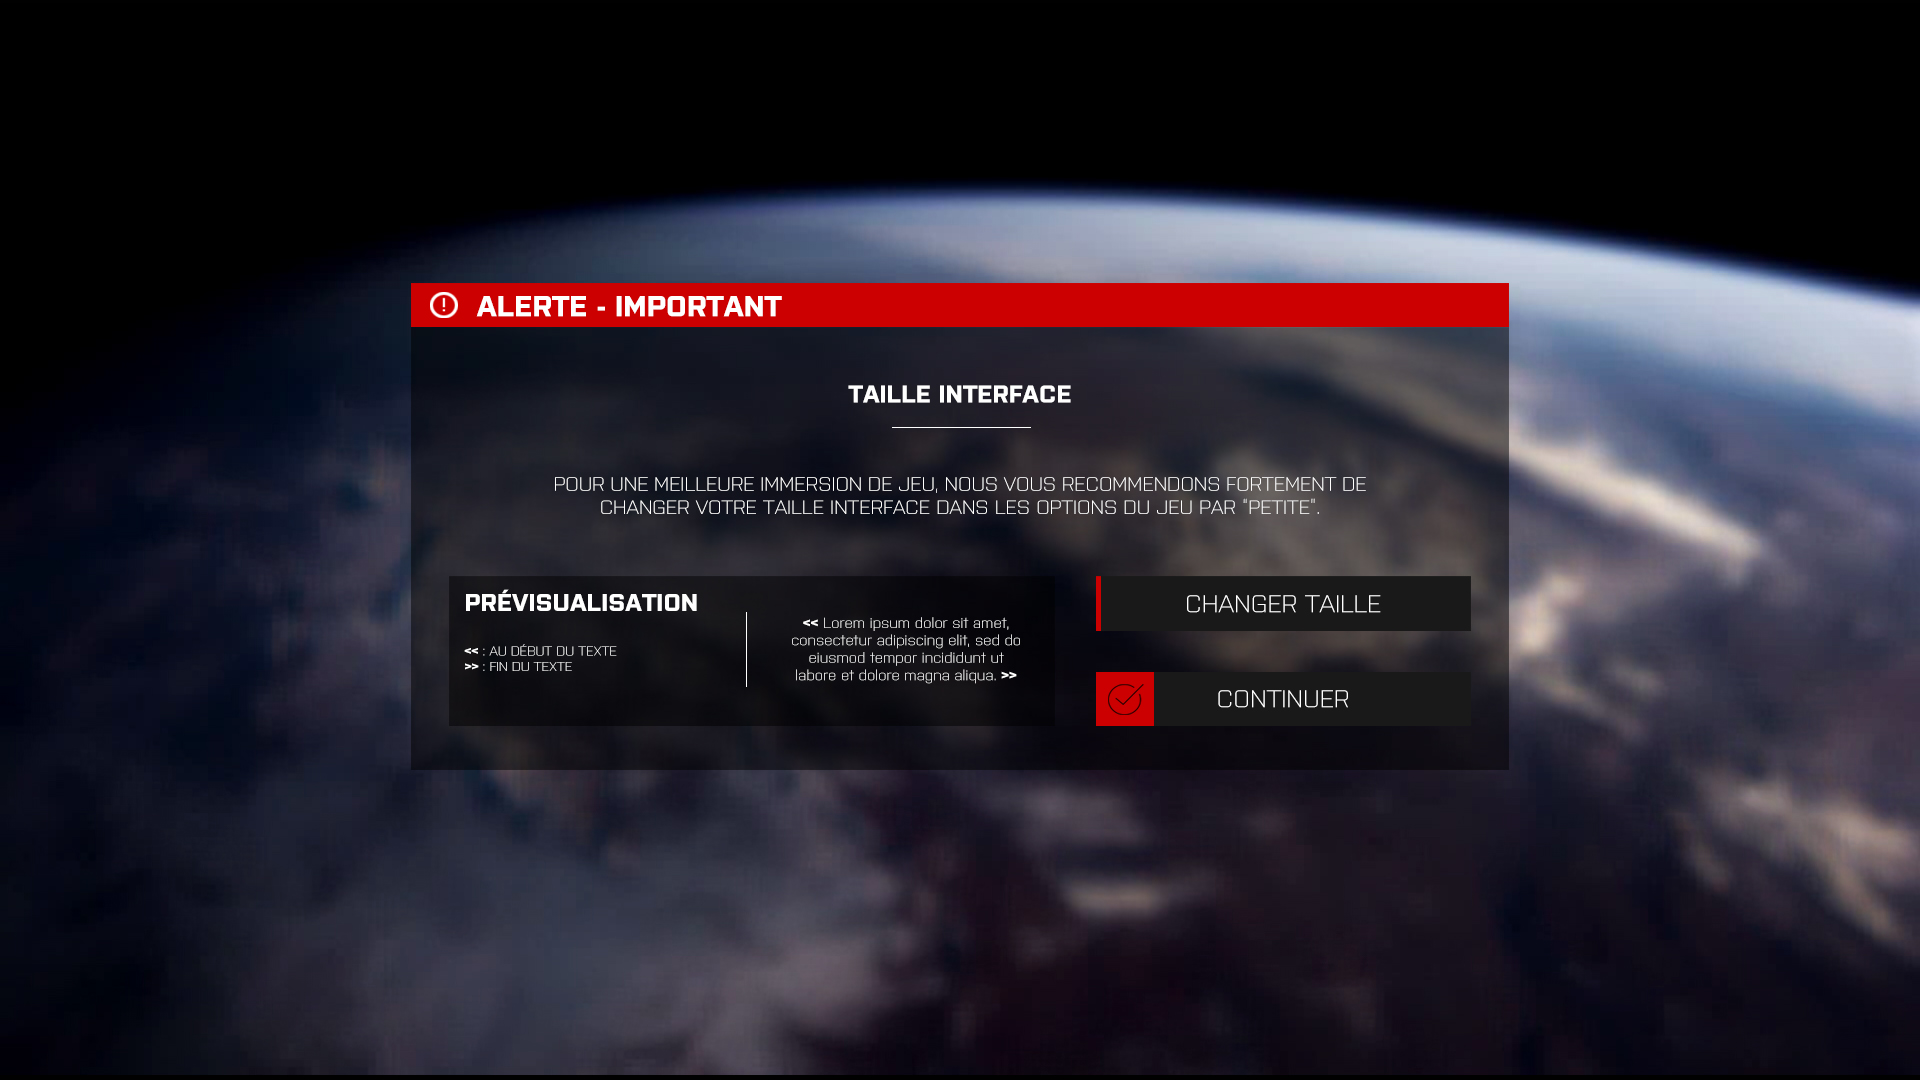 ALERTE - IMPORTANT
TAILLE INTERFACE
POUR UNE MEILLEURE IMMERSION DE JEU, NOUS VOUS RECOMMENDONS FORTEMENT DE
CHANGER VOTRE TAILLE INTERFACE DANS LES OPTIONS DU JEU PAR "PETITE".
PRÉVISUALISATION
<< : AU DÉBUT DU TEXTE
>> : FIN DU TEXTE
<< Lorem ipsum dolor sit amet,
consectetur adipiscing elit, sed do
eiusmod tempor incididunt ut
labore et dolore magna aliqua. >>
CHANGER TAILLE
CONTINUER